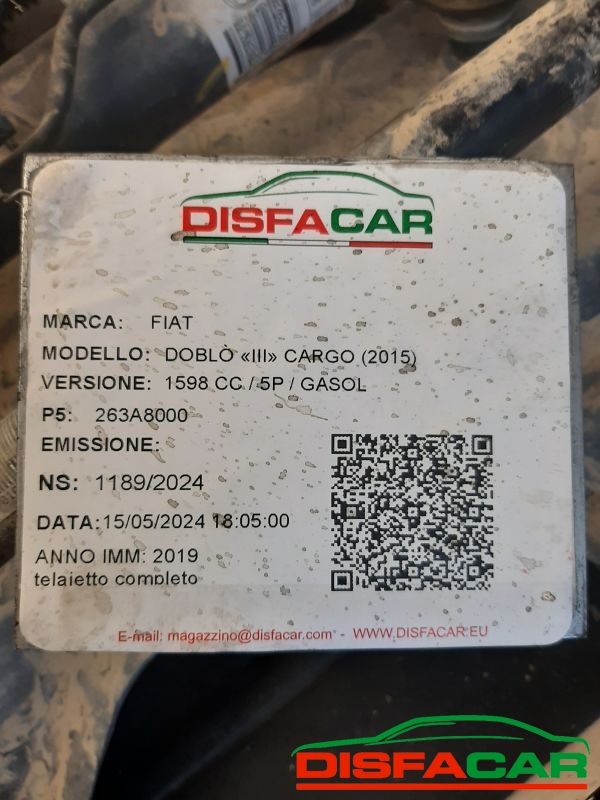 DISFACAR
MARCA: FIAT
MODELLO: DOBLÒ «III» CARGO (2015)
VERSIONE: 1598 CC / 5P / GASOL
P5: 263A8000
EMISSIONE:
NS: 1189/2024
DATA:15/05/2024 18:05:00
ANNO IMM: 2019
telaietto completo
E-mail: magazzino@disfacar.com - WWW.DISFACAR.EU
DISFACAR